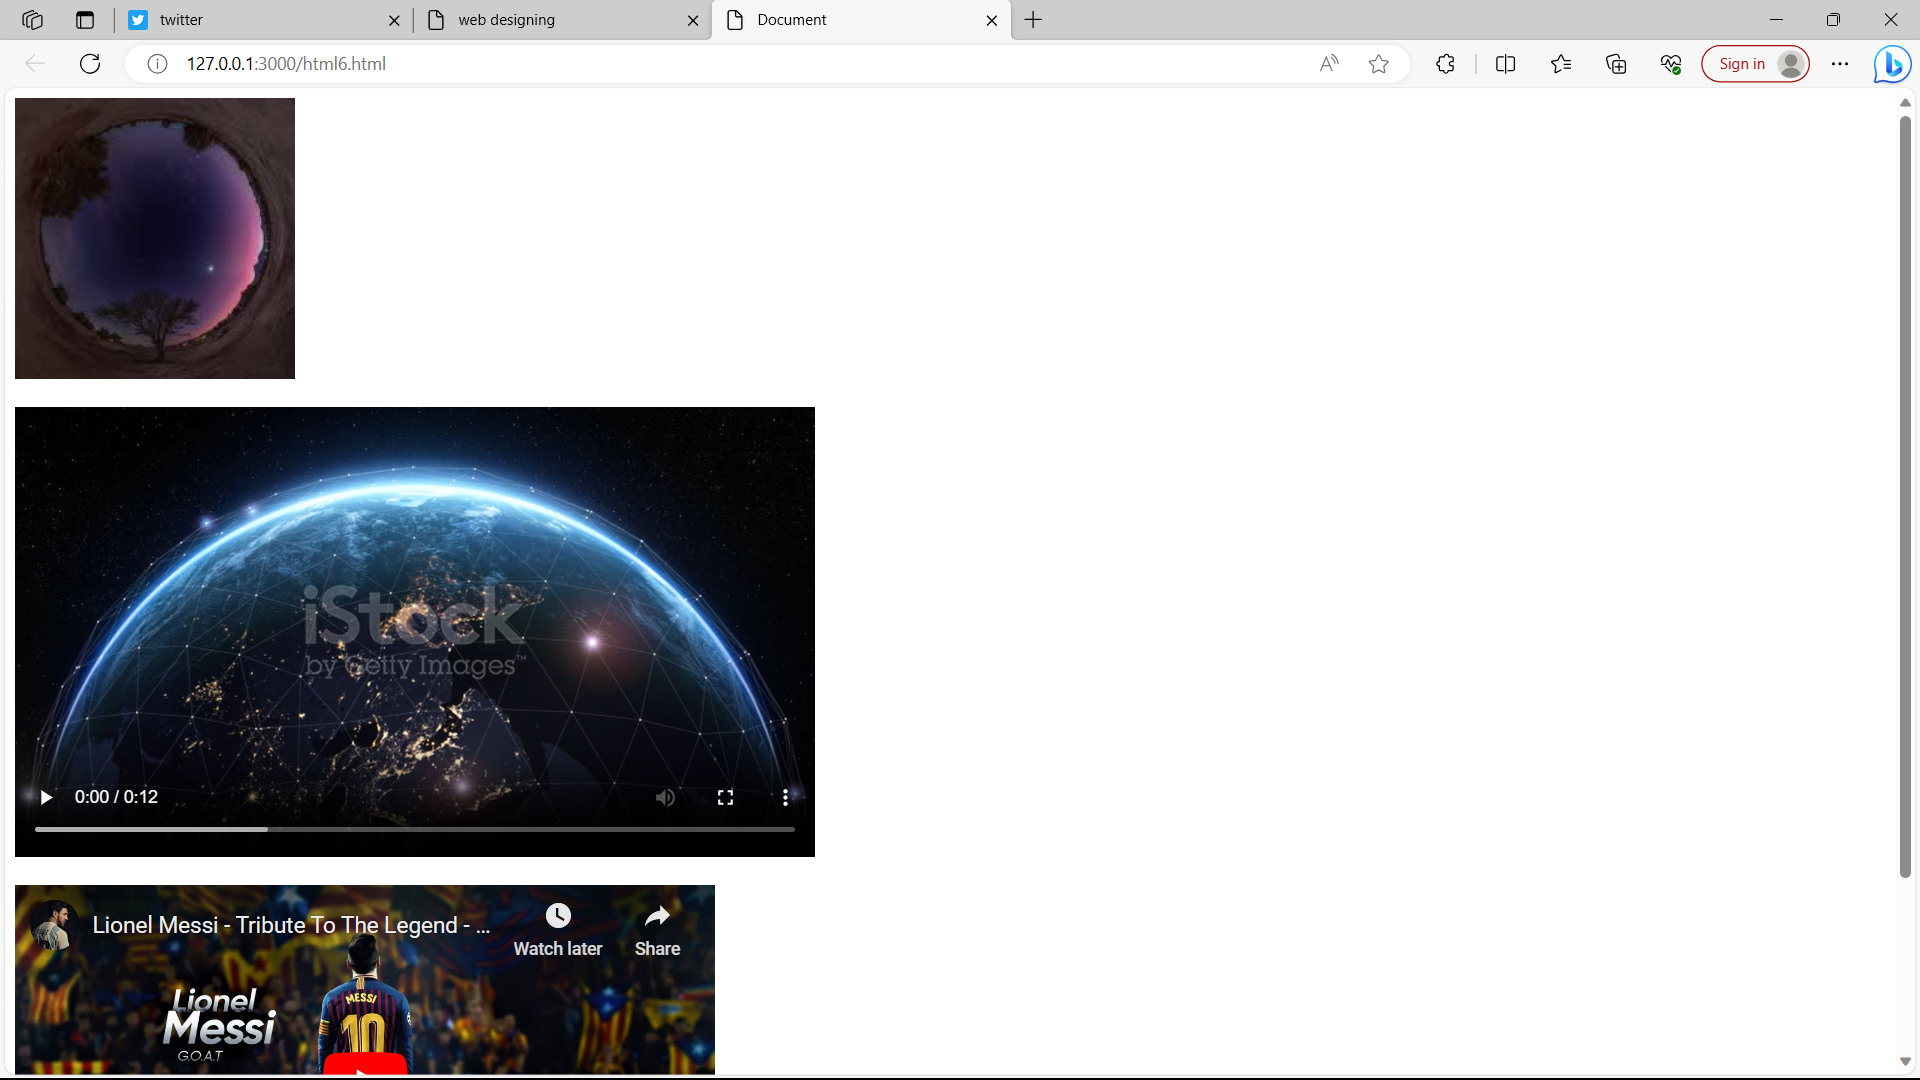 twitter
web designing
Document
127.0.0.1:3000/html6.html
A
Sign in
iStock
by Getty Images™
0:00 / 0:12
Lionel Messi - Tribute To The Legend - ...
Watch later
Share
Lionel
Messi
G.O.A.T
MESSI
10